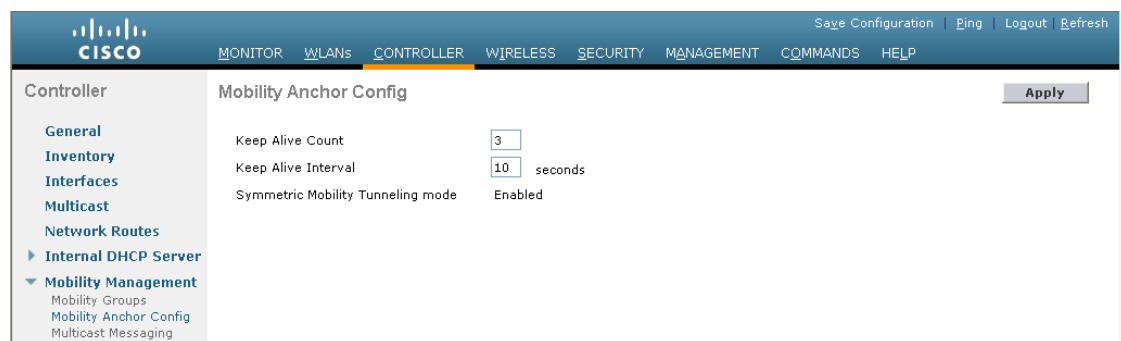 Save Configuration | Ping | Logout | Refresh
CISCO
MONITOR WLANs CONTROLLER WIRELESS SECURITY MANAGEMENT COMMANDS HELP
Controller
General
Inventory
Interfaces
Multicast
Network Routes
Internal DHCP Server
Mobility Management
Mobility Groups
Mobility Anchor Config
Multicast Messaging
Mobility Anchor Config
Apply
Keep Alive Count 3
Keep Alive Interval 10 seconds
Symmetric Mobility Tunneling mode Enabled